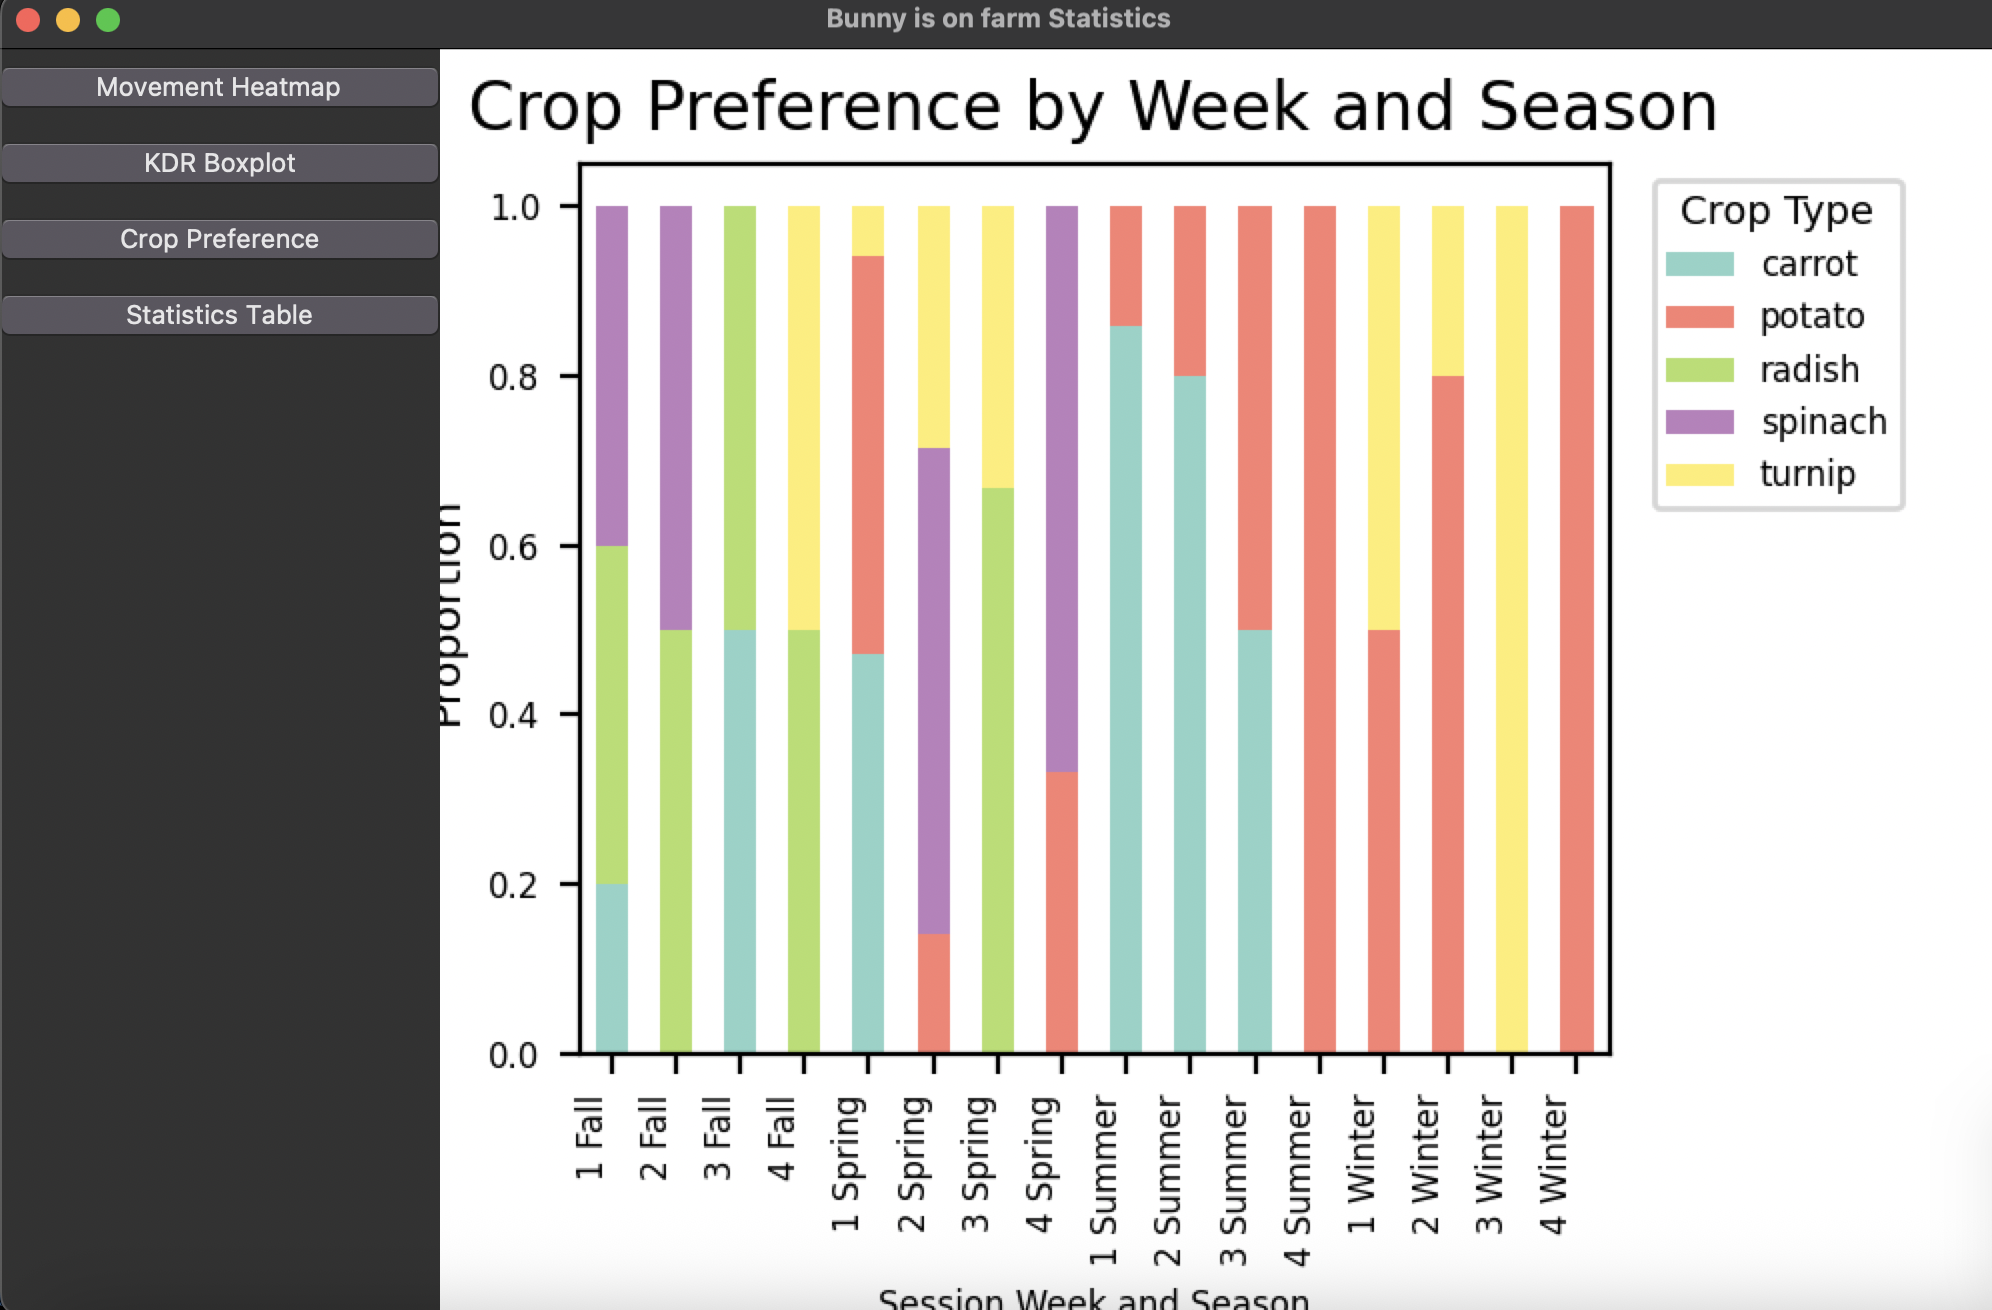 Bunny is on farm Statistics
Movement Heatmap
KDR Boxplot
Crop Preference
Statistics Table
Crop Preference by Week and Season
Proportion
1.0
0.8
0.6
0.4
0.2
0.0
1 Fall
2 Fall
3 Fall
4 Fall
1 Spring
2 Spring
3 Spring
4 Spring
1 Summer
2 Summer
3 Summer
4 Summer
1 Winter
2 Winter
3 Winter
4 Winter
Session Week and Season
Crop Type
carrot
potato
radish
spinach
turnip